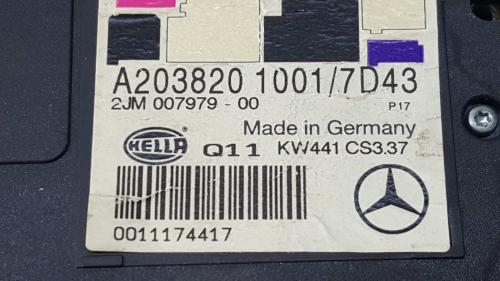 A203820 1001/7D43
2JM 007979 - 00
P17
Made in Germany
HELLA Q11 KW441 CS3.37
0011174417